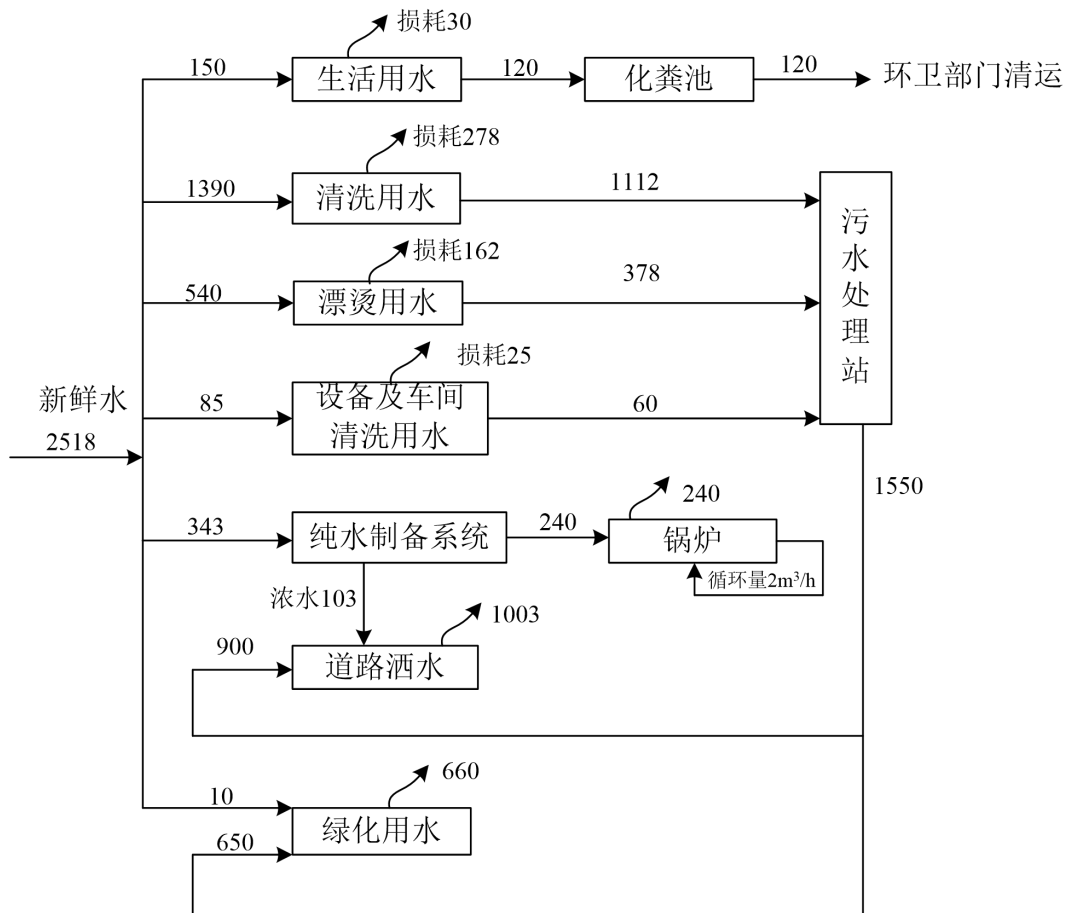 损耗30
150
生活用水
120
化粪池
120
环卫部门清运
损耗278
1390
清洗用水
1112
污水处理站
损耗162
540
漂烫用水
378
损耗25
新鲜水
2518
85
设备及车间
清洗用水
60
1550
343
纯水制备系统
240
240
锅炉
循环量2m³/h
浓水103
1003
900
道路洒水
660
10
绿化用水
650